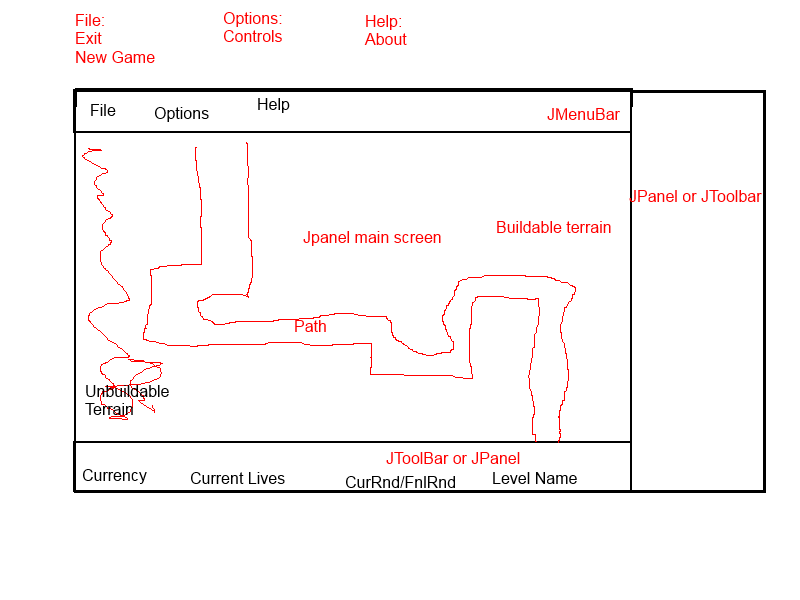 File:
Exit
New Game
Options:
Controls
Help:
About
File
Options
Help
JMenuBar
JPanel or JToolbar
Jpanel main screen
Buildable terrain
Path
Unbuildable
Terrain
JToolBar or JPanel
Currency
Current Lives
CurRnd/FnlRnd
Level Name